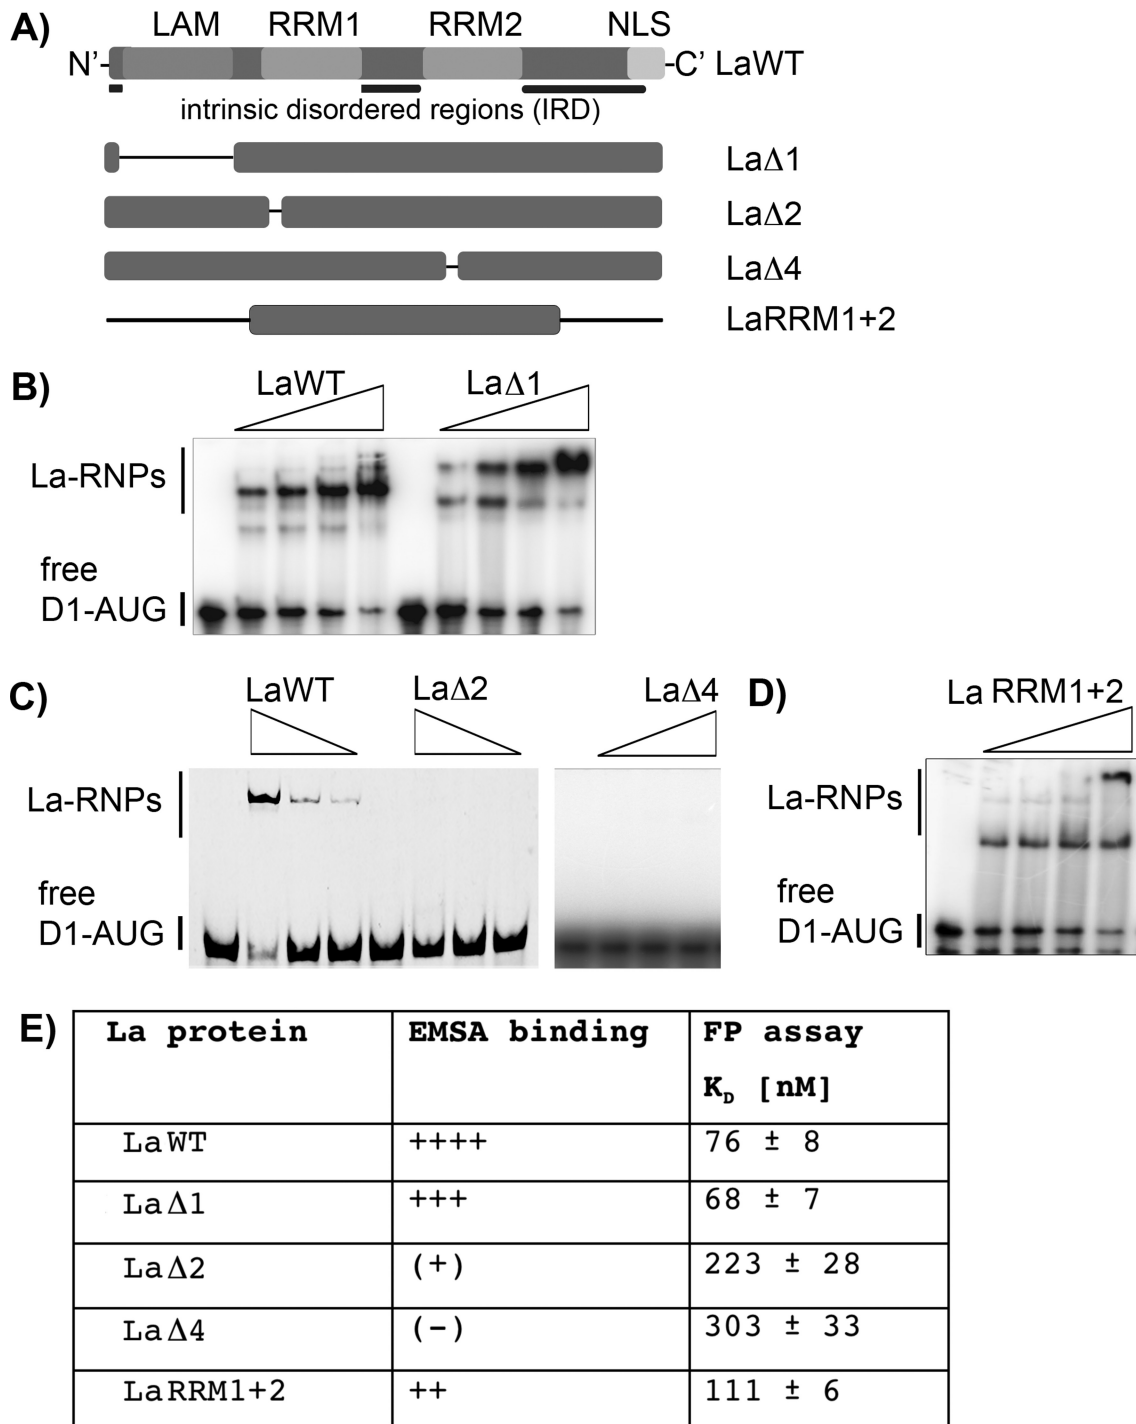 A)
LAM RRM1 RRM2 NLS
N’ C’ LaWT
intrinsic disordered regions (IRD)
LaΔ1
LaΔ2
LaΔ4
LaRRM1+2
B)
LaWT LaΔ1
La-RNPs
free
D1-AUG
C)
LaWT LaΔ2 LaΔ4
La-RNPs
free
D1-AUG
D)
La RRM1+2
La-RNPs
free
D1-AUG
E)
La protein EMSA binding FP assay
KD [nM]
LaWT ++++ 76 ± 8
LaΔ1 +++ 68 ± 7
LaΔ2 (+) 223 ± 28
LaΔ4 (-) 303 ± 33
LaRRM1+2 ++ 111 ± 6